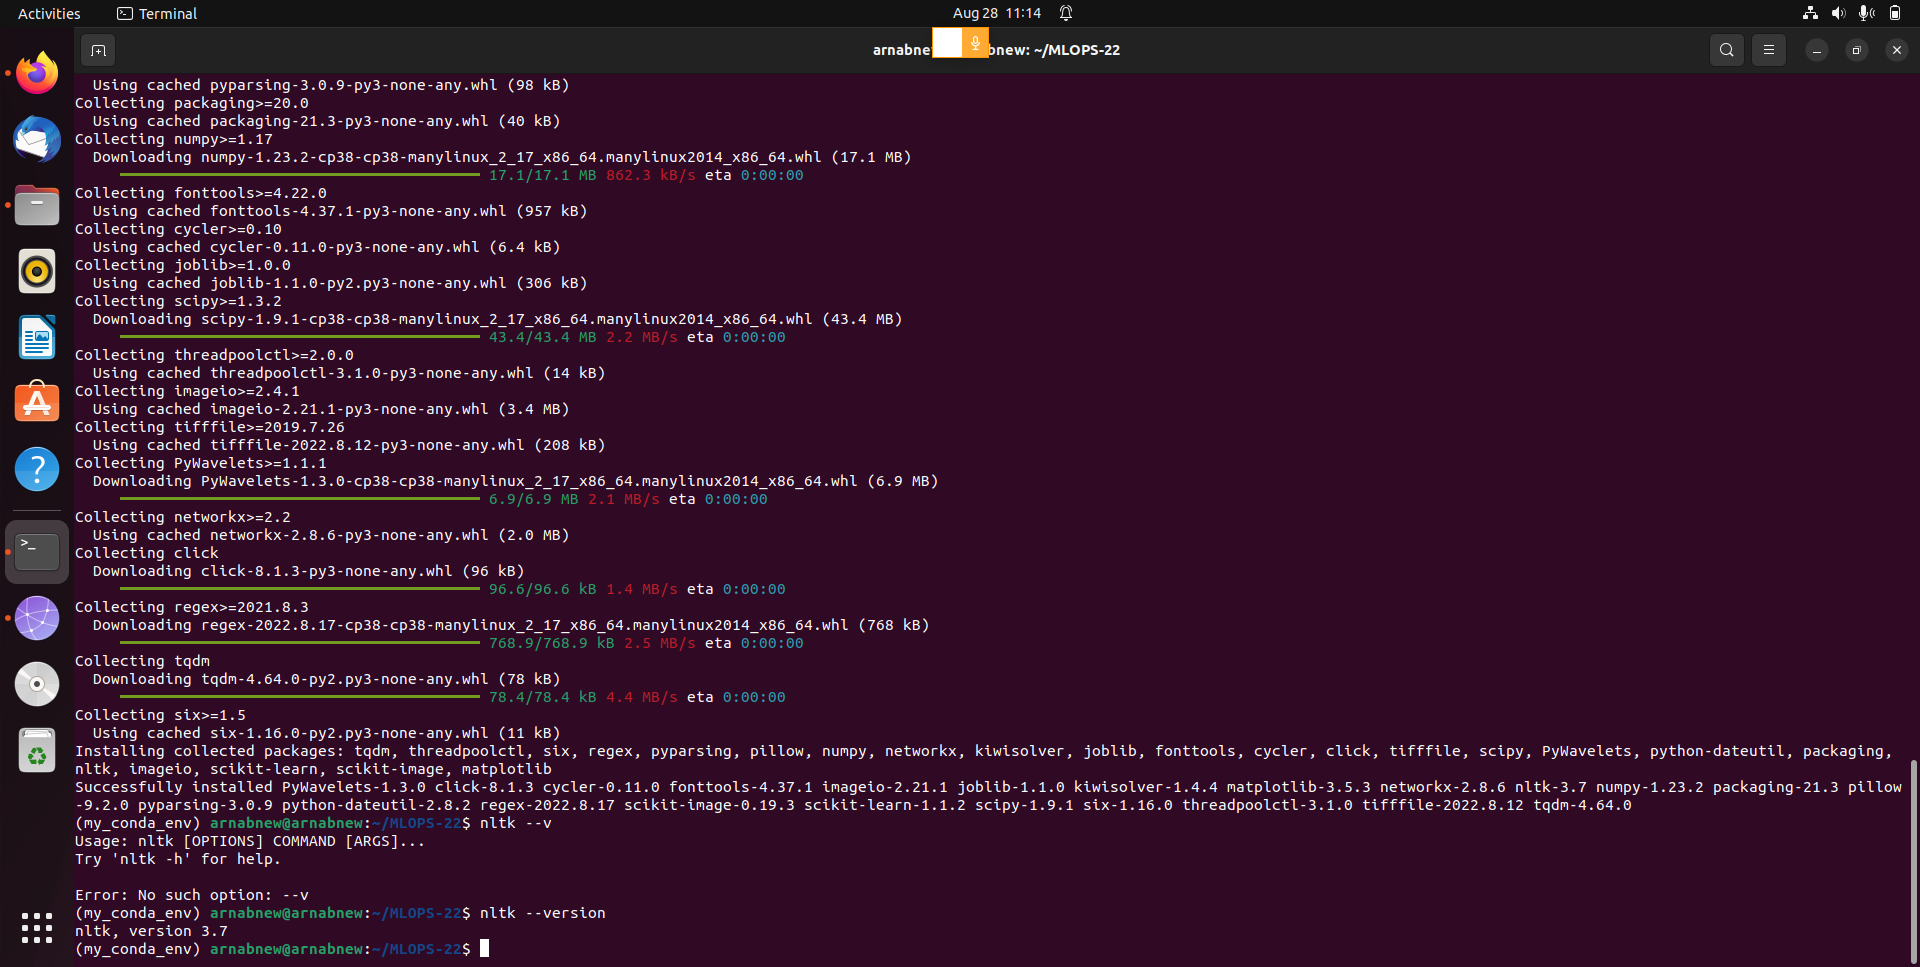 Activities
Terminal
Aug 28 11:14
arnabne
bnew: ~/MLOPS-22
Using cached pyparsing-3.0.9-py3-none-any.whl (98 kB)
Collecting packaging>=20.0
Using cached packaging-21.3-py3-none-any.whl (40 kB)
Collecting numpy>=1.17
Downloading numpy-1.23.2-cp38-cp38-manylinux_2_17_x86_64.manylinux2014_x86_64.whl (17.1 MB)
17.1/17.1 MB 862.3 kB/s eta 0:00:00
Collecting fonttools>=4.22.0
Using cached fonttools-4.37.1-py3-none-any.whl (957 kB)
Collecting cycler>=0.10
Using cached cycler-0.11.0-py3-none-any.whl (6.4 kB)
Collecting joblib>=1.0.0
Using cached joblib-1.1.0-py2.py3-none-any.whl (306 kB)
Collecting scipy>=1.3.2
Downloading scipy-1.9.1-cp38-cp38-manylinux_2_17_x86_64.manylinux2014_x86_64.whl (43.4 MB)
43.4/43.4 MB 2.2 MB/s eta 0:00:00
Collecting threadpoolctl>=2.0.0
Using cached threadpoolctl-3.1.0-py3-none-any.whl (14 kB)
Collecting imageio>=2.4.1
Using cached imageio-2.21.1-py3-none-any.whl (3.4 MB)
Collecting tifffile>=2019.7.26
Using cached tifffile-2022.8.12-py3-none-any.whl (208 kB)
Collecting PyWavelets>=1.1.1
Downloading PyWavelets-1.3.0-cp38-cp38-manylinux_2_17_x86_64.manylinux2014_x86_64.whl (6.9 MB)
6.9/6.9 MB 2.1 MB/s eta 0:00:00
Collecting networkx>=2.2
Using cached networkx-2.8.6-py3-none-any.whl (2.0 MB)
Collecting click
Downloading click-8.1.3-py3-none-any.whl (96 kB)
96.6/96.6 kB 1.4 MB/s eta 0:00:00
Collecting regex>=2021.8.3
Downloading regex-2022.8.17-cp38-cp38-manylinux_2_17_x86_64.manylinux2014_x86_64.whl (768 kB)
768.9/768.9 kB 2.5 MB/s eta 0:00:00
Collecting tqdm
Downloading tqdm-4.64.0-py2.py3-none-any.whl (78 kB)
78.4/78.4 kB 4.4 MB/s eta 0:00:00
Collecting six>=1.5
Using cached six-1.16.0-py2.py3-none-any.whl (11 kB)
Installing collected packages: tqdm, threadpoolctl, six, regex, pyparsing, pillow, numpy, networkx, kiwisolver, joblib, fonttools, cycler, click, tifffile, scipy, PyWavelets, python-dateutil, packaging,
nltk, imageio, scikit-learn, scikit-image, matplotlib
Successfully installed PyWavelets-1.3.0 click-8.1.3 cycler-0.11.0 fonttools-4.37.1 imageio-2.21.1 joblib-1.1.0 kiwisolver-1.4.4 matplotlib-3.5.3 networkx-2.8.6 nltk-3.7 numpy-1.23.2 packaging-21.3 pillow
-9.2.0 pyparsing-3.0.9 python-dateutil-2.8.2 regex-2022.8.17 scikit-image-0.19.3 scikit-learn-1.1.2 scipy-1.9.1 six-1.16.0 threadpoolctl-3.1.0 tifffile-2022.8.12 tqdm-4.64.0
(my_conda_env) arnabnew@arnabnew:~/MLOPS-22$ nltk --v
Usage: nltk [OPTIONS] COMMAND [ARGS]...
Try 'nltk -h' for help.
Error: No such option: --v
(my_conda_env) arnabnew@arnabnew:~/MLOPS-22$ nltk --version
nltk, version 3.7
(my_conda_env) arnabnew@arnabnew:~/MLOPS-22$